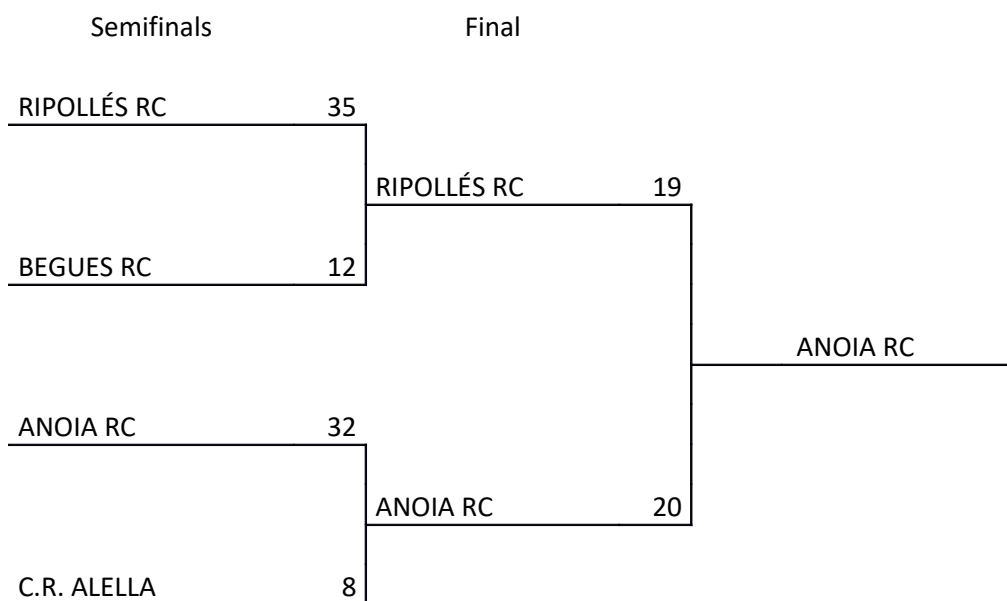 Semifinals Final
RIPOLLÉS RC 35
RIPOLLÉS RC 19
BEGUES RC 12
ANOIA RC
ANOIA RC 32
ANOIA RC 20
C.R. ALELLA 8